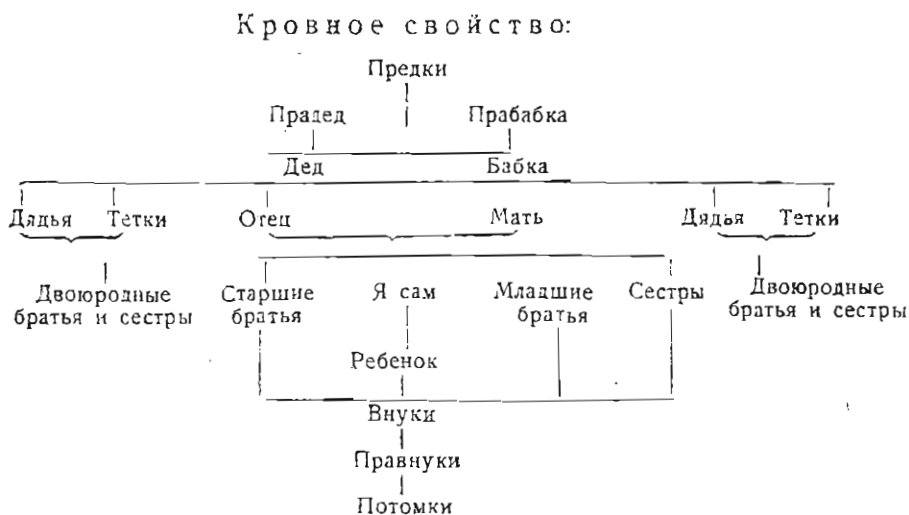 Кровное свойство:
Предки
Прадед Прабабка
Дед Бабка
Дядья Тетки Отец Мать Дядья Тетки
Двоюродные братья и сестры Старшие братья Я сам Младшие братья Сестры Двоюродные братья и сестры
Ребенок
Внуки
Правнуки
Потомки